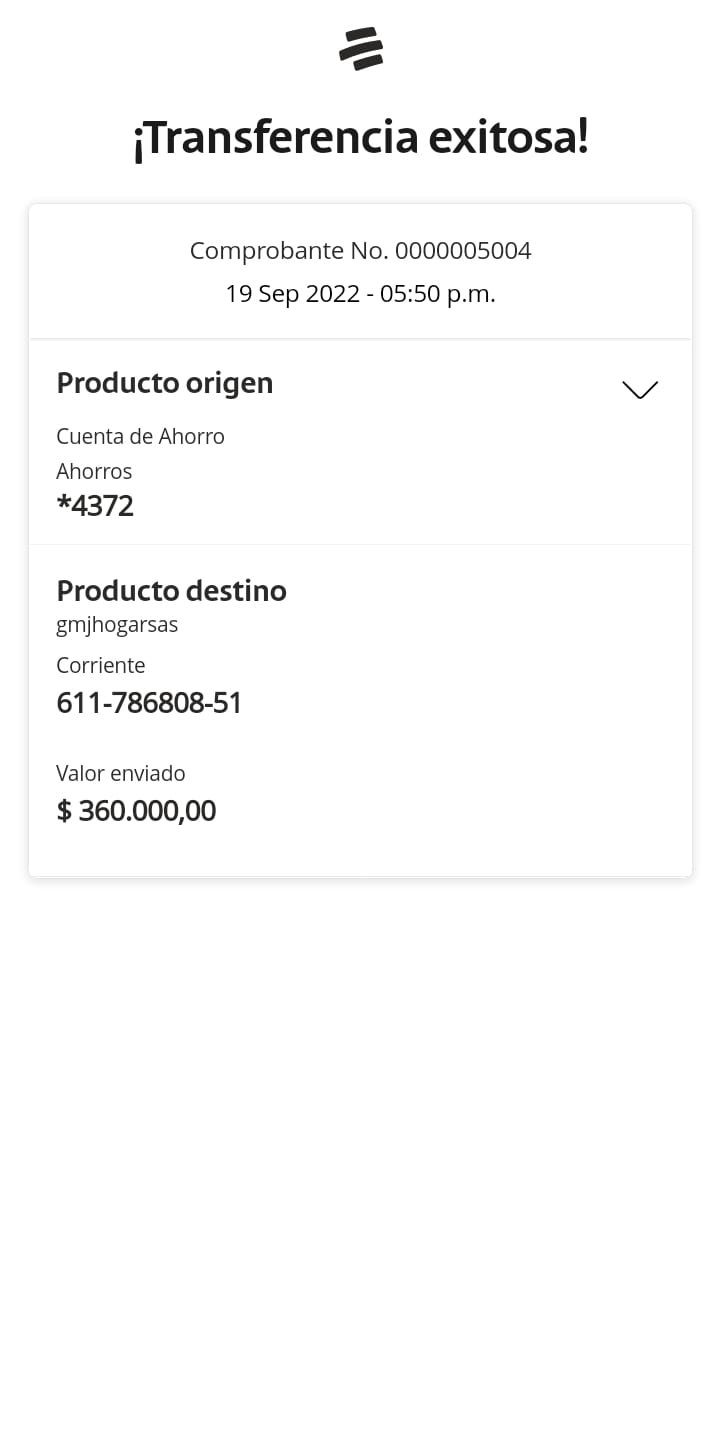 ¡Transferencia exitosa!
Comprobante No. 0000005004
19 Sep 2022 - 05:50 p.m.
Producto origen
Cuenta de Ahorro
Ahorros
*4372
Producto destino
gmjhogarsas
Corriente
611-786808-51
Valor enviado
$ 360.000,00